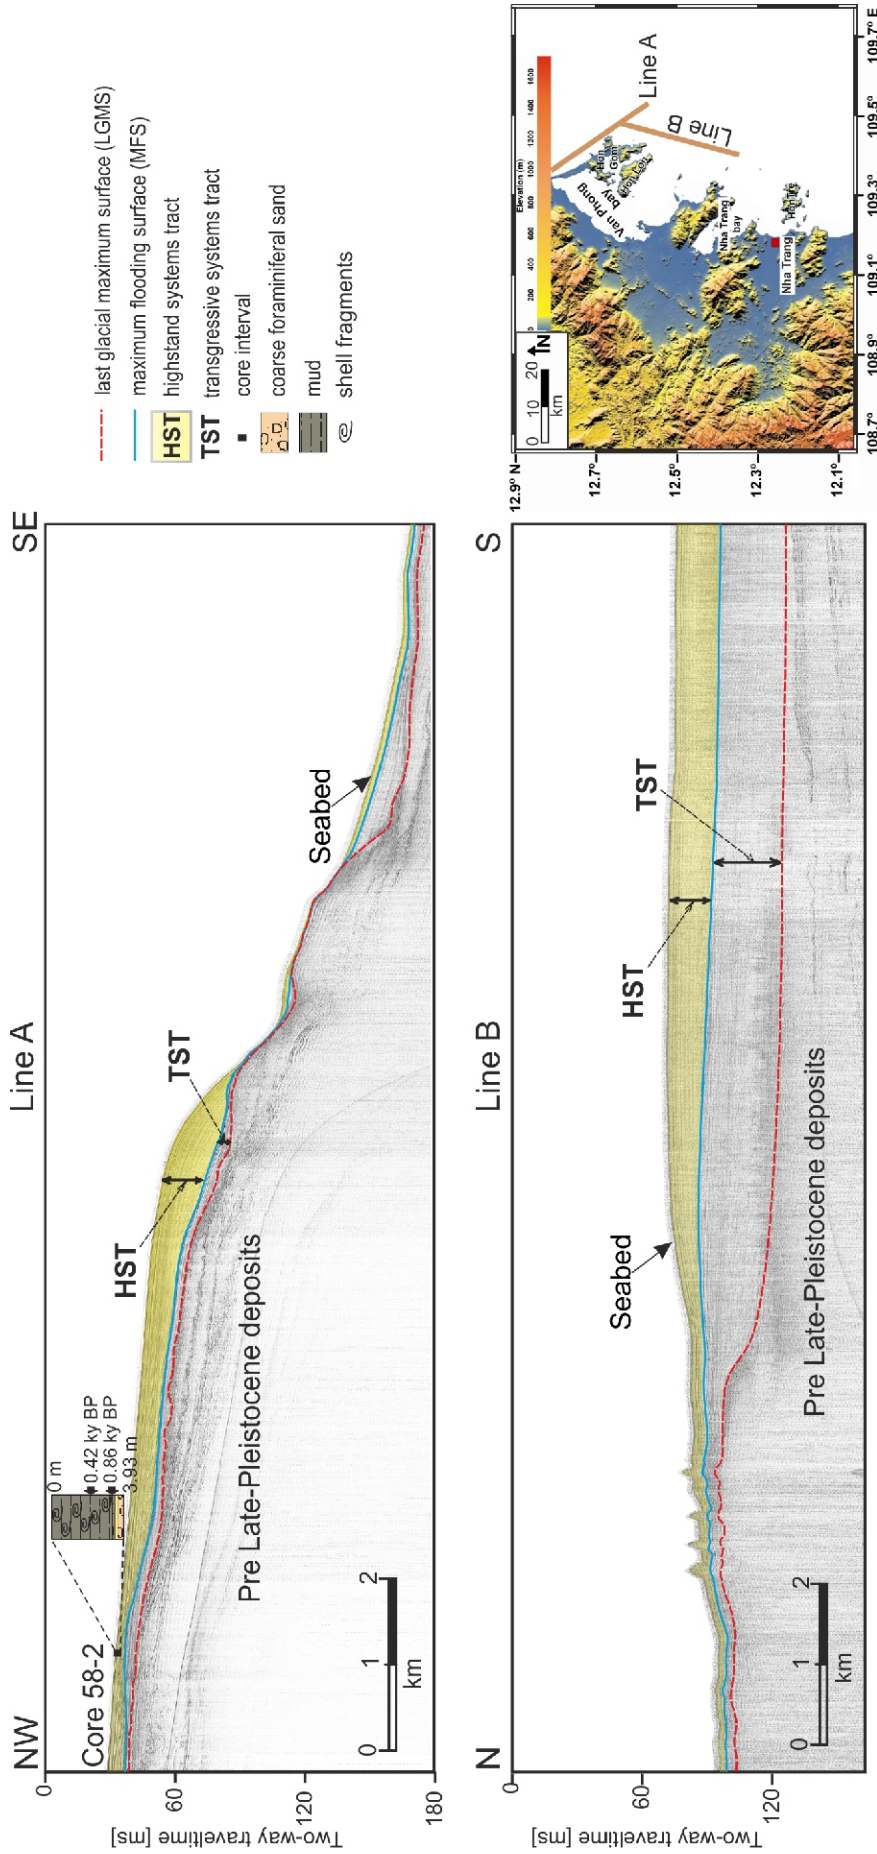 Line A
NW
SE
Core 58-2
0 m
0.42 ky BP
0.86 ky BP
3.93 m
HST
TST
Seabed
Pre Late-Pleistocene deposits
0
60
120
180
Two-way traveltime [ms]
0 1 2
km
last glacial maximum surface (LGMS)
maximum flooding surface (MFS)
HST highstand systems tract
TST transgressive systems tract
core interval
coarse foraminiferal sand
mud
shell fragments
Line B
N
S
Seabed
HST
TST
Pre Late-Pleistocene deposits
0
60
120
Two-way traveltime [ms]
0 1 2
km
12.9° N
12.7°
12.5°
12.3°
12.1°
0 10 20
km
N
Elevation (m)
0 200 400 600 800 1000 1200 1400 1600
Van Phong
bay
Hon
Gom
Hon Lon
Line A
Line B
Nha Trang
bay
Nha Trang
Hon Tre
108.7° 108.9° 109.1° 109.3° 109.5° 109.7° E